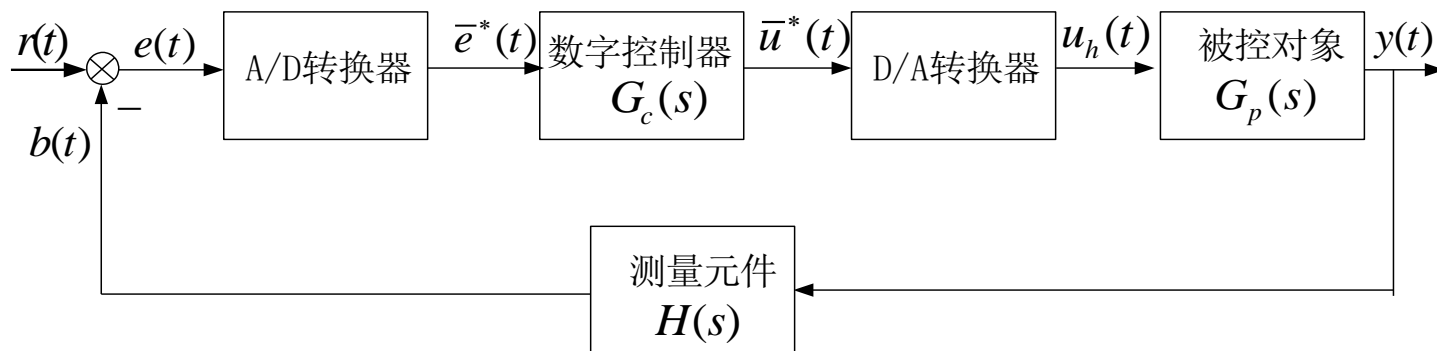 r(t)
e(t)
A/D转换器
e̅*(t)
数字控制器
G_c(s)
u̅*(t)
D/A转换器
u_h(t)
被控对象
G_p(s)
y(t)
−
b(t)
测量元件
H(s)